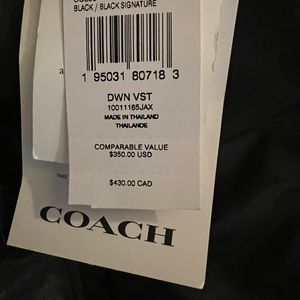 BLACK / BLACK SIGNATURE
1 95031 80718 3
DWN VST
10011165JAX
MADE IN THAILAND
THAILANDE
COMPARABLE VALUE
$350.00 USD
$430.00 CAD
COACH